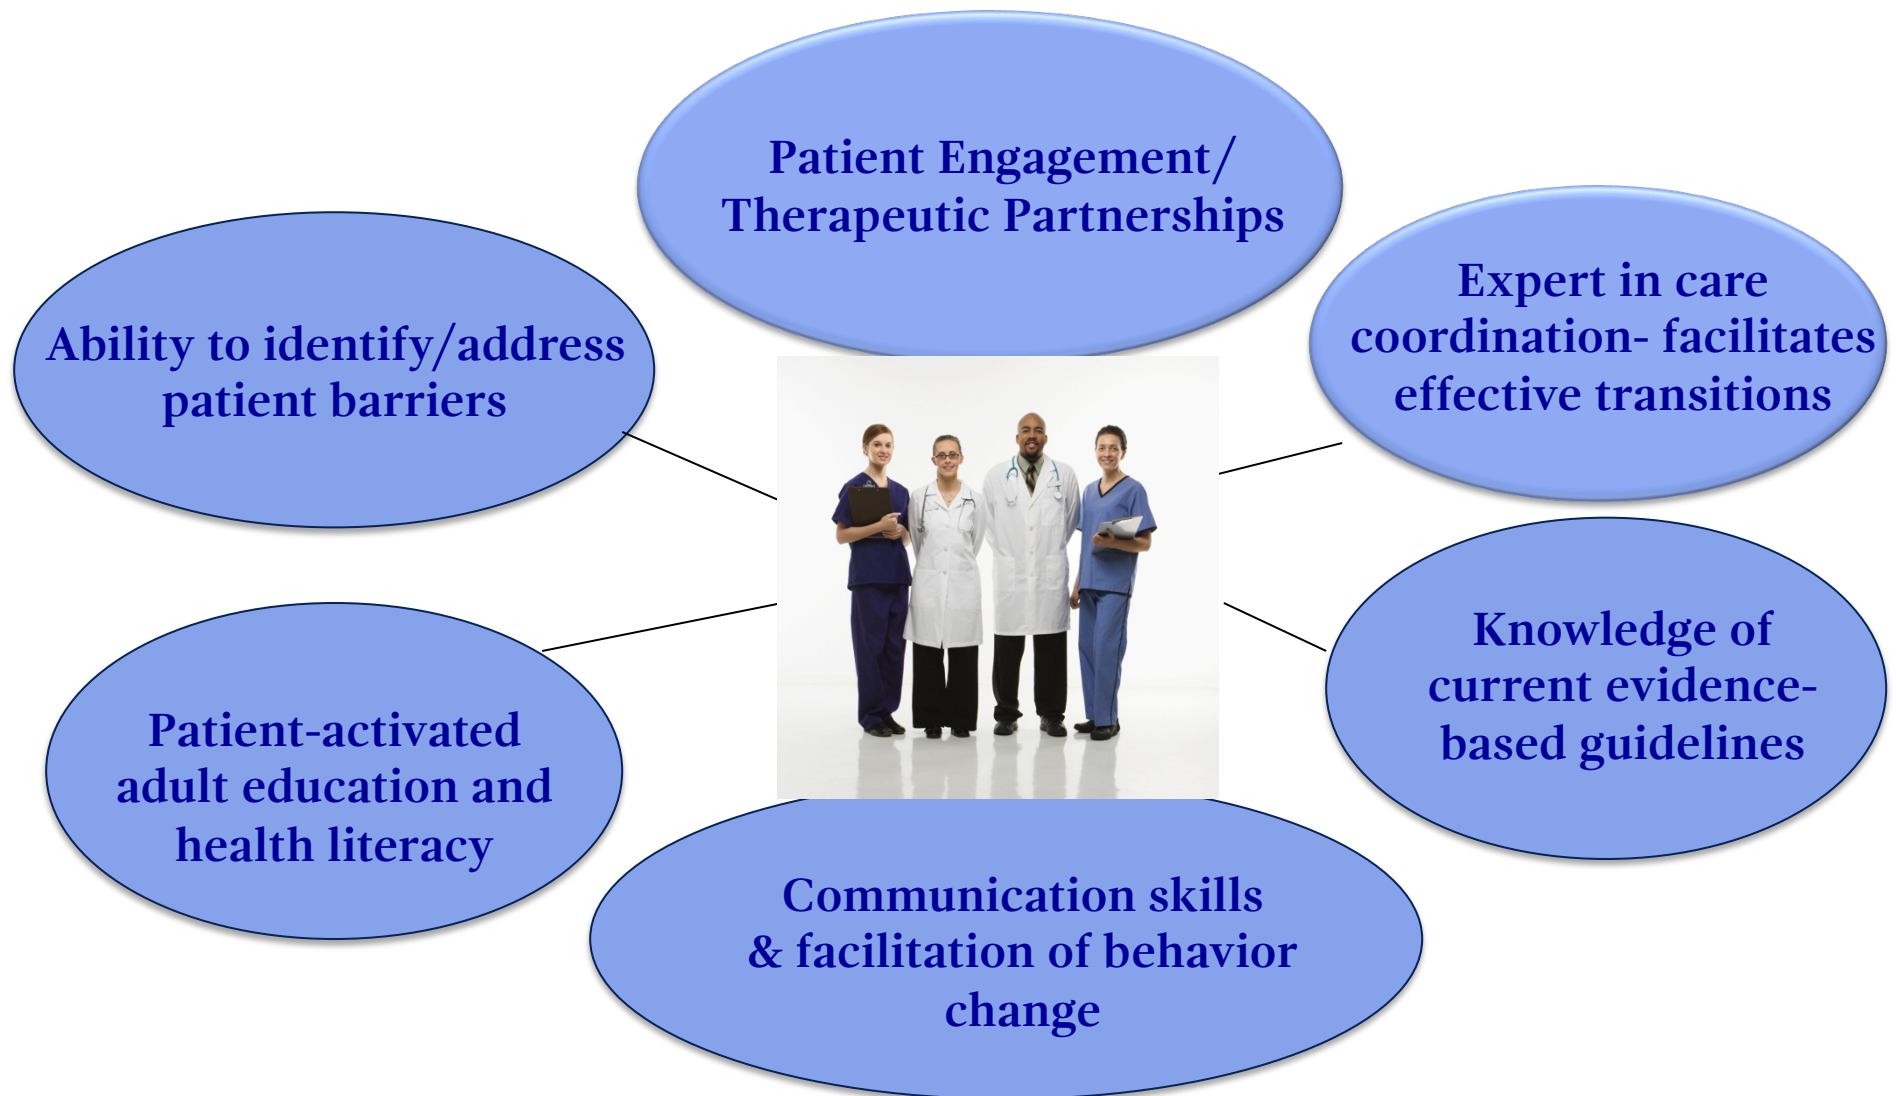 Patient Engagement/
Therapeutic Partnerships
Expert in care
coordination- facilitates
effective transitions
Ability to identify/address
patient barriers
Knowledge of
current evidence-
based guidelines
Patient-activated
adult education and
health literacy
Communication skills
& facilitation of behavior
change